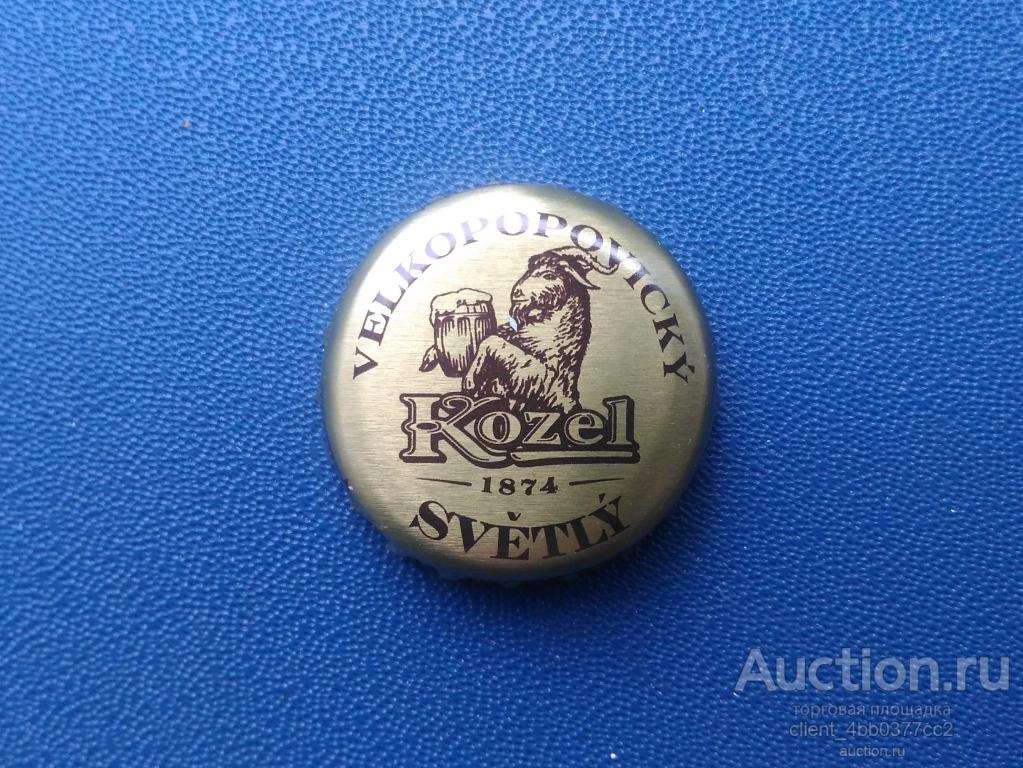 VELKOPOPOVICKÝ
Kozel
1874
SVĚTLÝ
Auction.ru
торговая площадка
client_4bb0377cc2
auction.ru